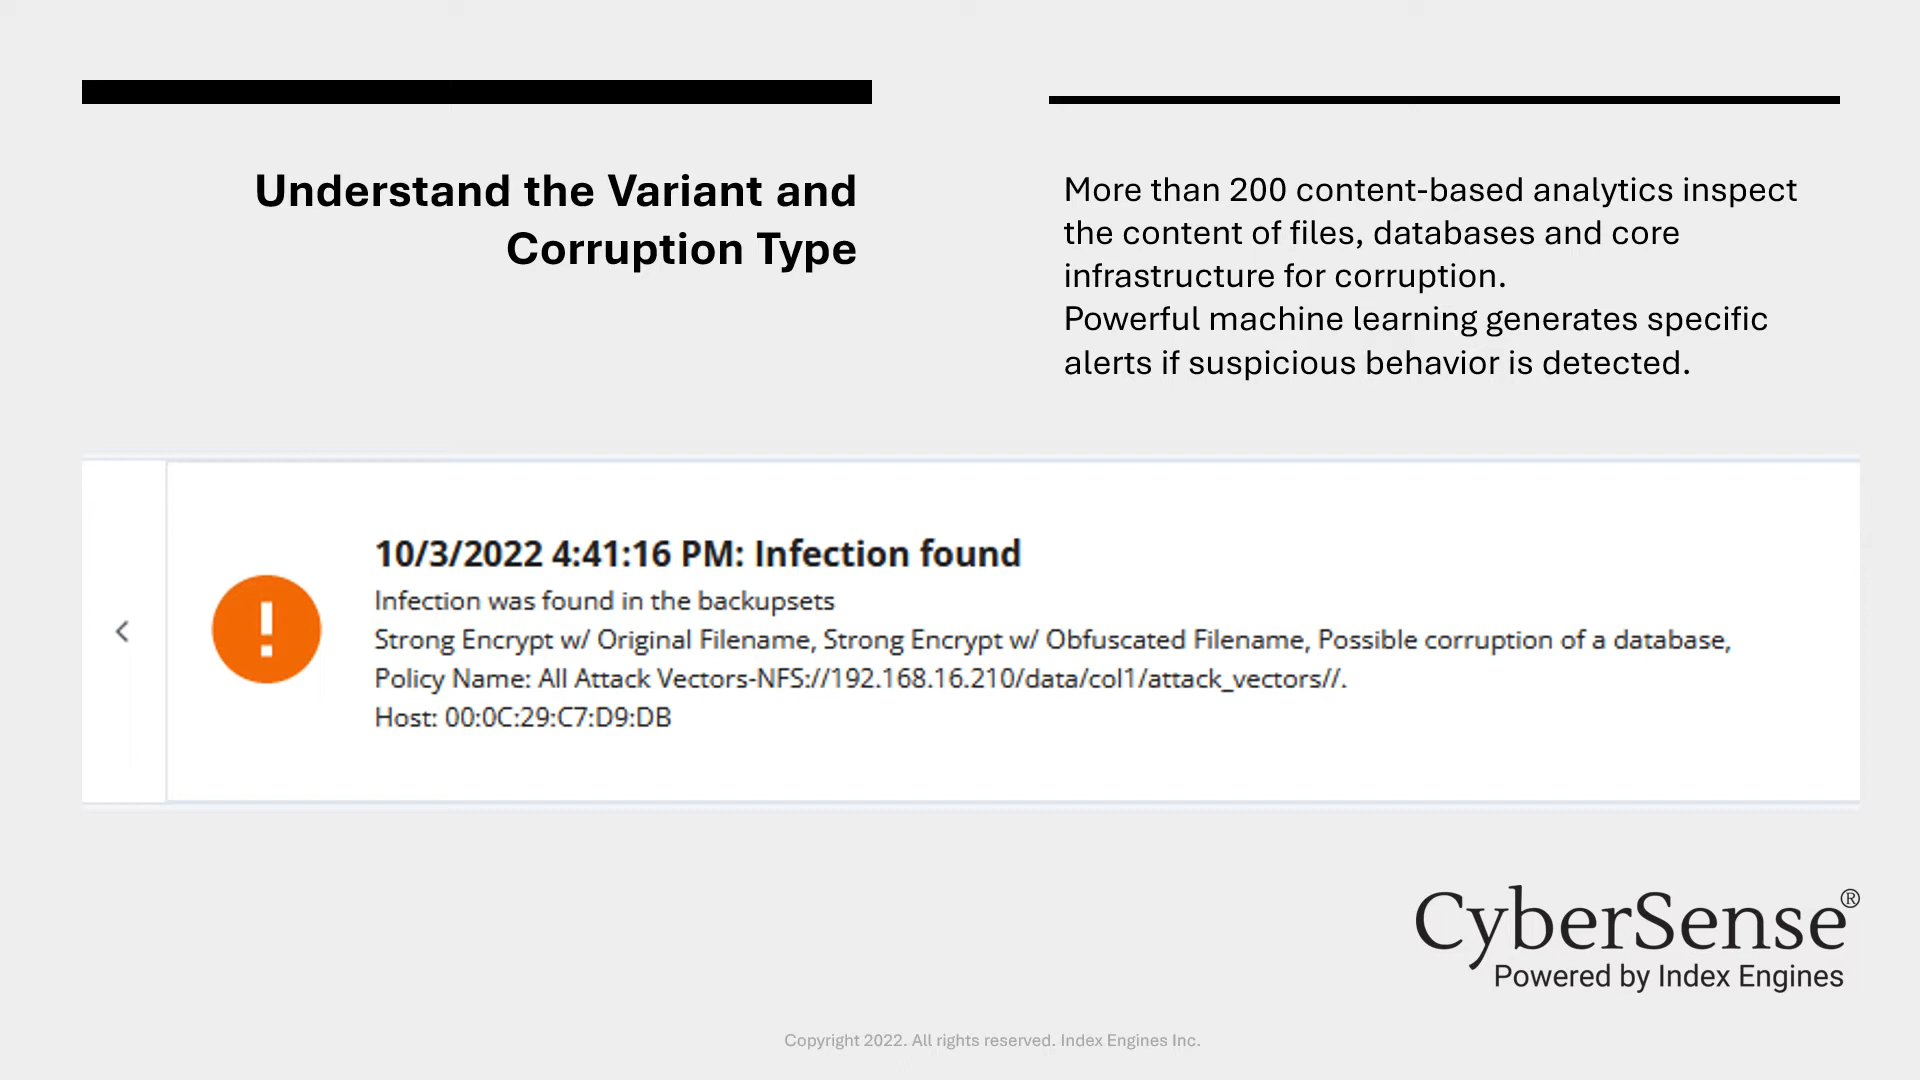 Understand the Variant and
Corruption Type
More than 200 content-based analytics inspect
the content of files, databases and core
infrastructure for corruption.
Powerful machine learning generates specific
alerts if suspicious behavior is detected.
10/3/2022 4:41:16 PM: Infection found
Infection was found in the backupsets
Strong Encrypt w/ Original Filename, Strong Encrypt w/ Obfuscated Filename, Possible corruption of a database,
Policy Name: All Attack Vectors-NFS://192.168.16.210/data/col1/attack_vectors//.
Host: 00:0C:29:C7:D9:DB
CyberSense®
Powered by Index Engines
Copyright 2022. All rights reserved. Index Engines Inc.